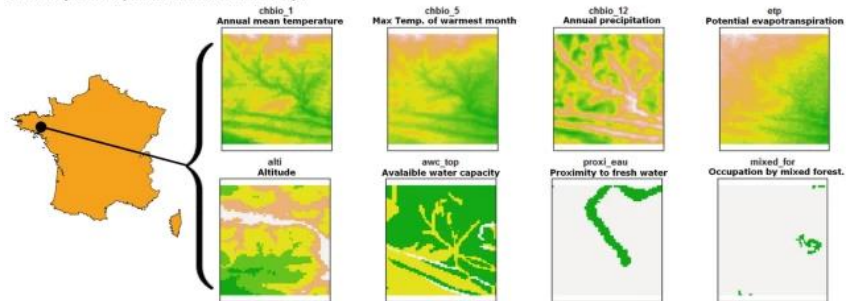 chbio_1
Annual mean temperature
chbio_5
Max Temp. of warmest month
chbio_12
Annual precipitation
etp
Potential evapotranspiration
alti
Altitude
awc_top
Avalaible water capacity
proxi_eau
Proximity to fresh water
mixed_for
Occupation by mixed forest.